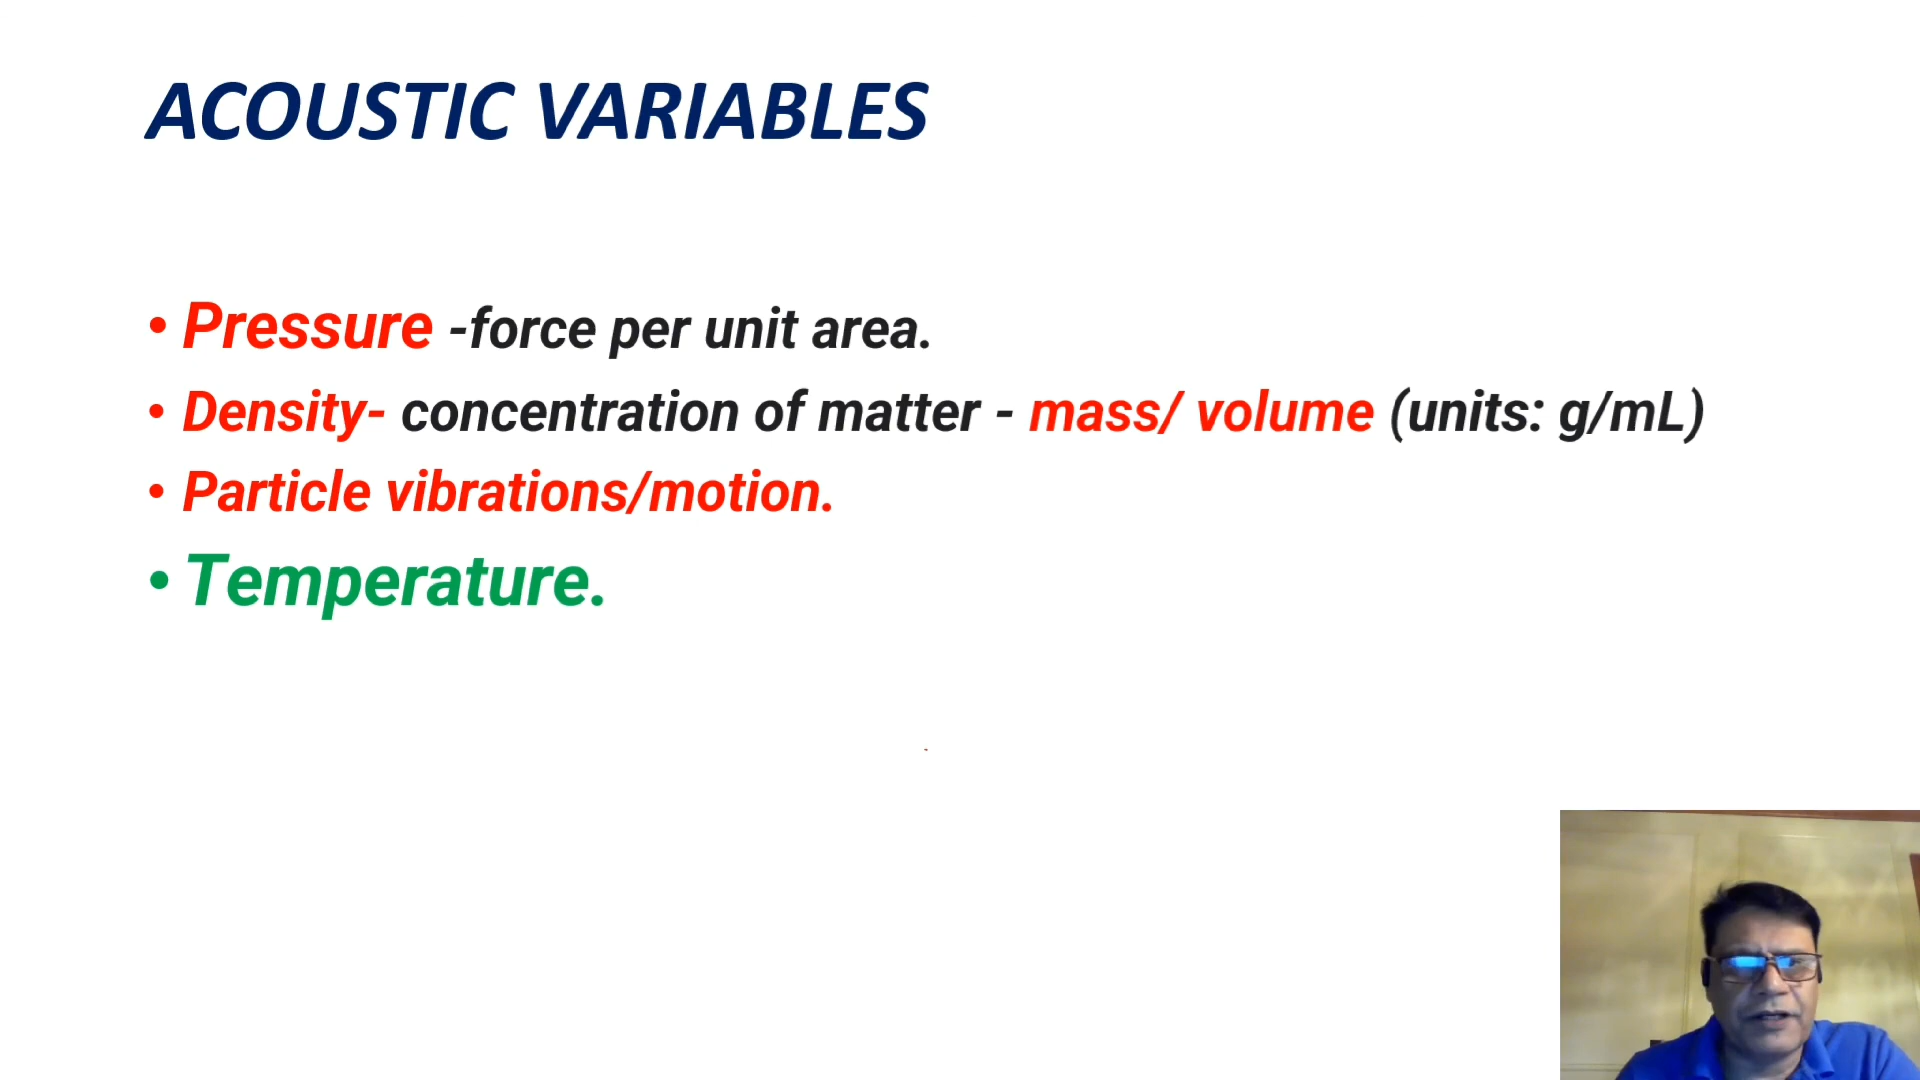 ACOUSTIC VARIABLES
• Pressure -force per unit area.
• Density- concentration of matter - mass/ volume (units: g/mL)
• Particle vibrations/motion.
• Temperature.